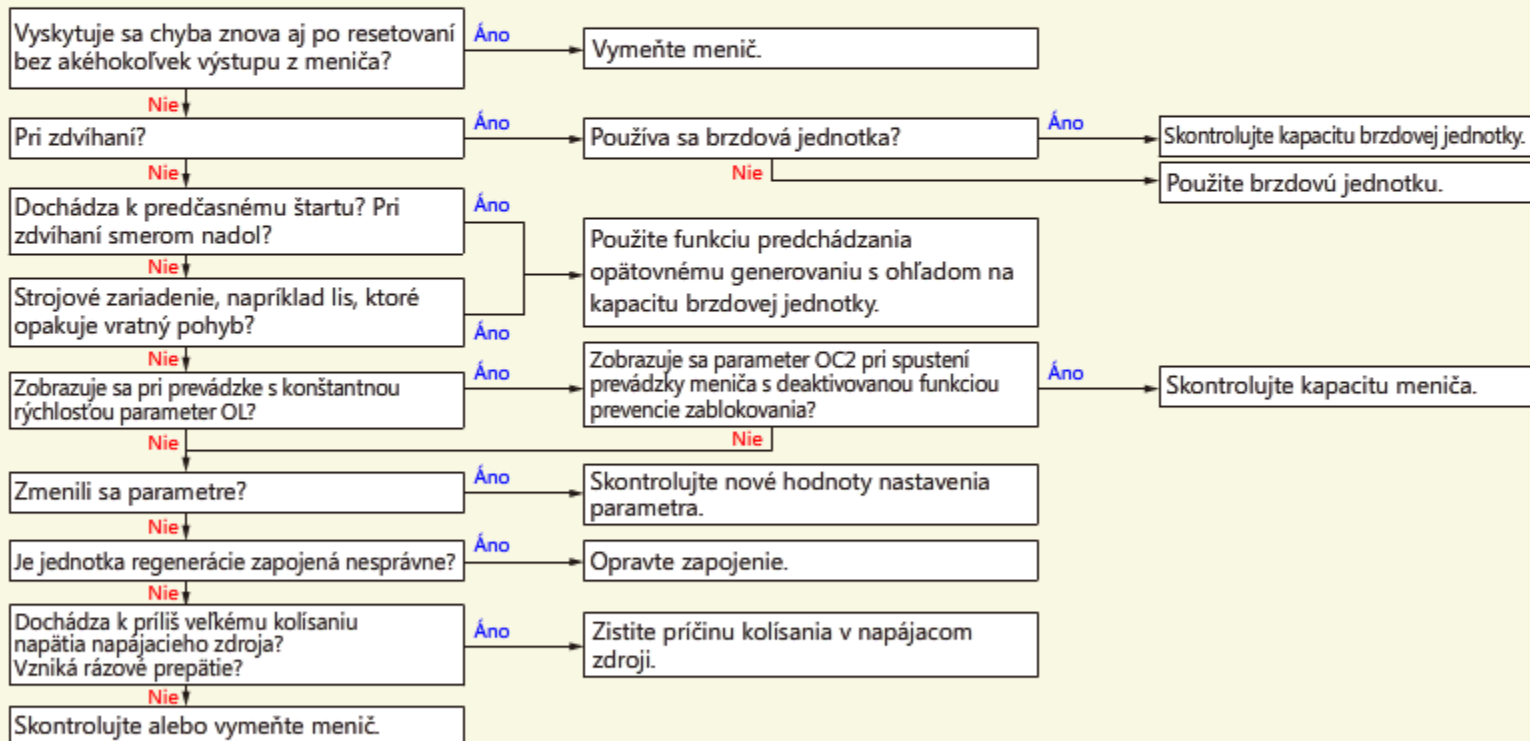 Vyskytuje sa chyba znova aj po resetovaní
bez akéhokoľvek výstupu z meniča?
Áno
Vymeňte menič.
Nie
Pri zdvíhaní?
Áno
Používa sa brzdová jednotka?
Áno
Skontrolujte kapacitu brzdovej jednotky.
Nie
Použite brzdovú jednotku.
Nie
Dochádza k predčasnému štartu? Pri
zdvíhaní smerom nadol?
Áno
Použite funkciu predchádzania
opätovnému generovaniu s ohľadom na
kapacitu brzdovej jednotky.
Nie
Strojové zariadenie, napríklad lis, ktoré
opakuje vratný pohyb?
Áno
Nie
Zobrazuje sa pri prevádzke s konštantnou
rýchlosťou parameter OL?
Áno
Zobrazuje sa parameter OC2 pri spustení
prevádzky meniča s deaktivovanou funkciou
prevencie zablokovania?
Áno
Skontrolujte kapacitu meniča.
Nie
Nie
Zmenili sa parametre?
Áno
Skontrolujte nové hodnoty nastavenia
parametra.
Nie
Je jednotka regenerácie zapojená nesprávne?
Áno
Opravte zapojenie.
Nie
Dochádza k príliš veľkému kolísaniu
napätia napájacieho zdroja?
Vzniká rázové prepätie?
Áno
Zistite príčinu kolísania v napájacom
zdroji.
Nie
Skontrolujte alebo vymeňte menič.